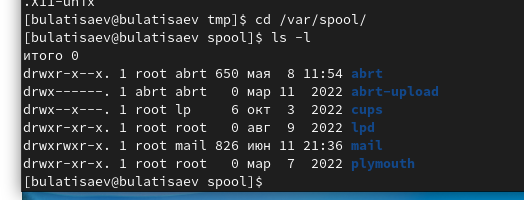 .X11-unix
[bulatisaev@bulatisaev tmp]$ cd /var/spool/
[bulatisaev@bulatisaev spool]$ ls -l
итого 0
drwxr-x--x. 1 root abrt 650 мая  8 11:54 abrt
drwx------. 1 abrt abrt   0 мар 11  2022 abrt-upload
drwx--x---. 1 root lp     6 окт  3  2022 cups
drwxr-xr-x. 1 root root   0 авг  9  2022 lpd
drwxrwxr-x. 1 root mail 826 июн 11 21:36 mail
drwxr-xr-x. 1 root root   0 мар  7  2022 plymouth
[bulatisaev@bulatisaev spool]$